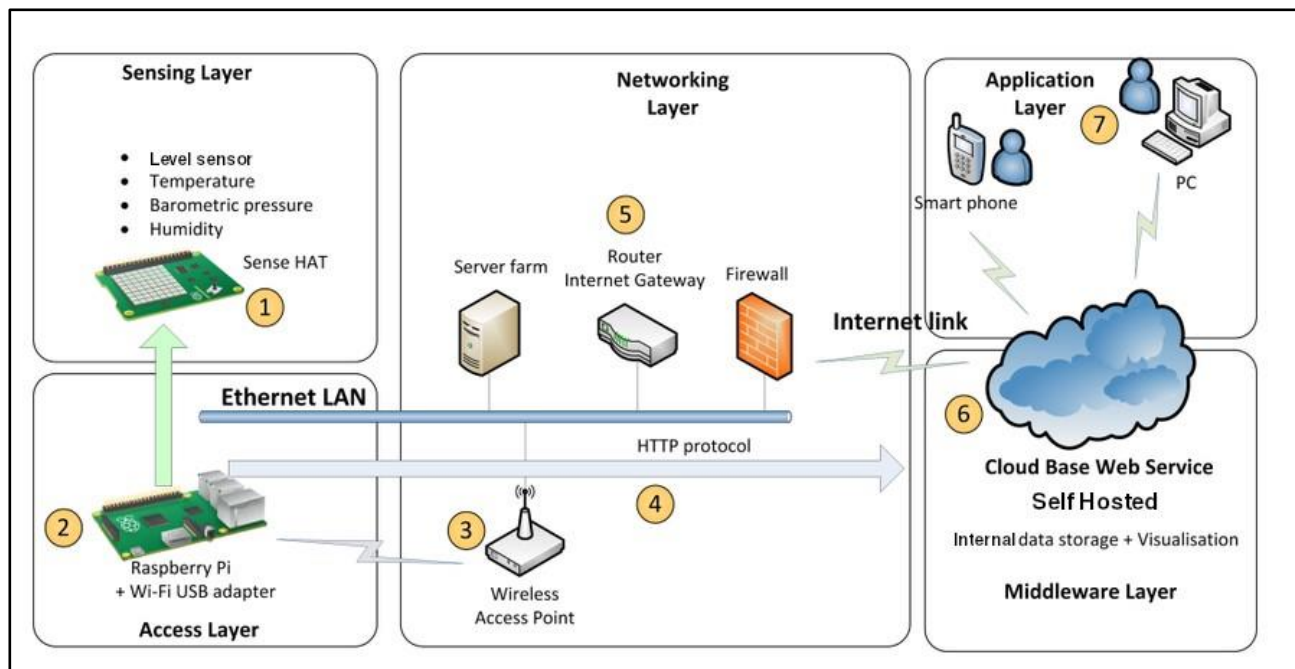 Sensing Layer
• Level sensor
• Temperature
• Barometric pressure
• Humidity
Sense HAT
1
Ethernet LAN
2
Raspberry Pi
+ Wi-Fi USB adapter
Access Layer
Networking
Layer
5
Server farm
Router
Internet Gateway
Firewall
Internet link
HTTP protocol
4
3
Wireless
Access Point
Application
Layer
7
Smart phone
PC
6
Cloud Base Web Service
Self Hosted
Internal data storage + Visualisation
Middleware Layer